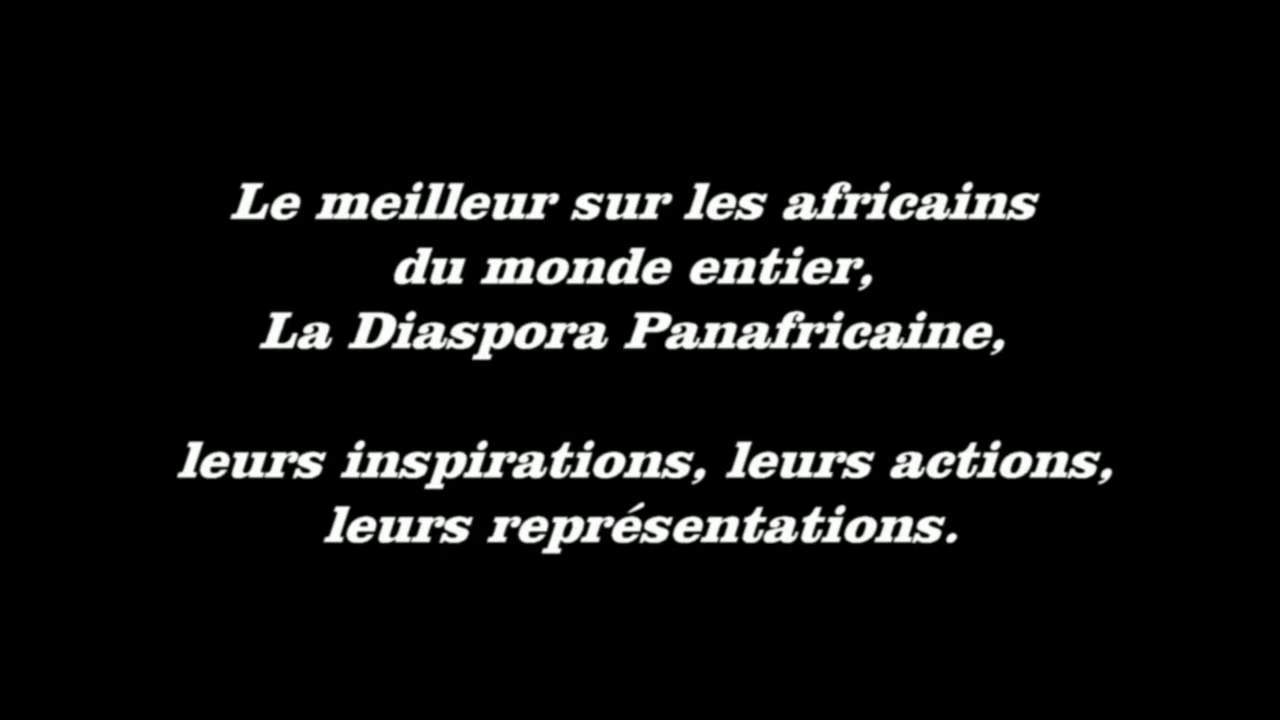 Le meilleur sur les africains
du monde entier,
La Diaspora Panafricaine,
leurs inspirations, leurs actions,
leurs représentations.